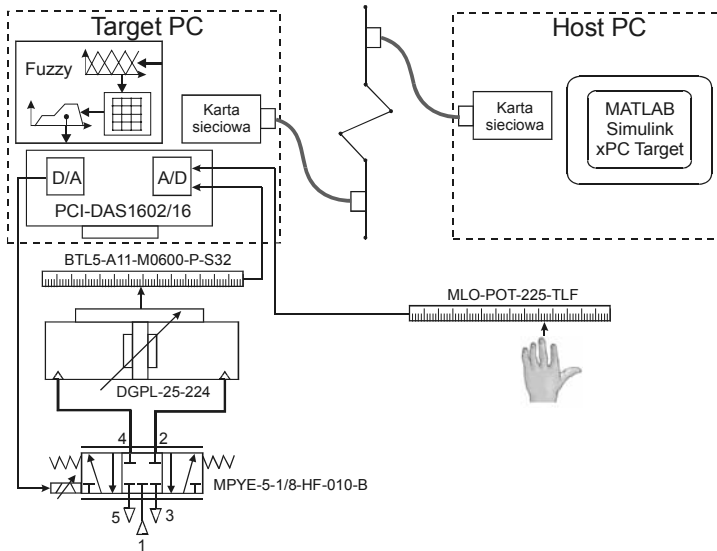 Target PC
Host PC
Fuzzy
Karta
sieciowa
Karta
sieciowa
MATLAB
Simulink
xPC Target
D/A
A/D
PCI-DAS1602/16
BTL5-A11-M0600-P-S32
MLO-POT-225-TLF
DGPL-25-224
4
2
MPYE-5-1/8-HF-010-B
5
3
1